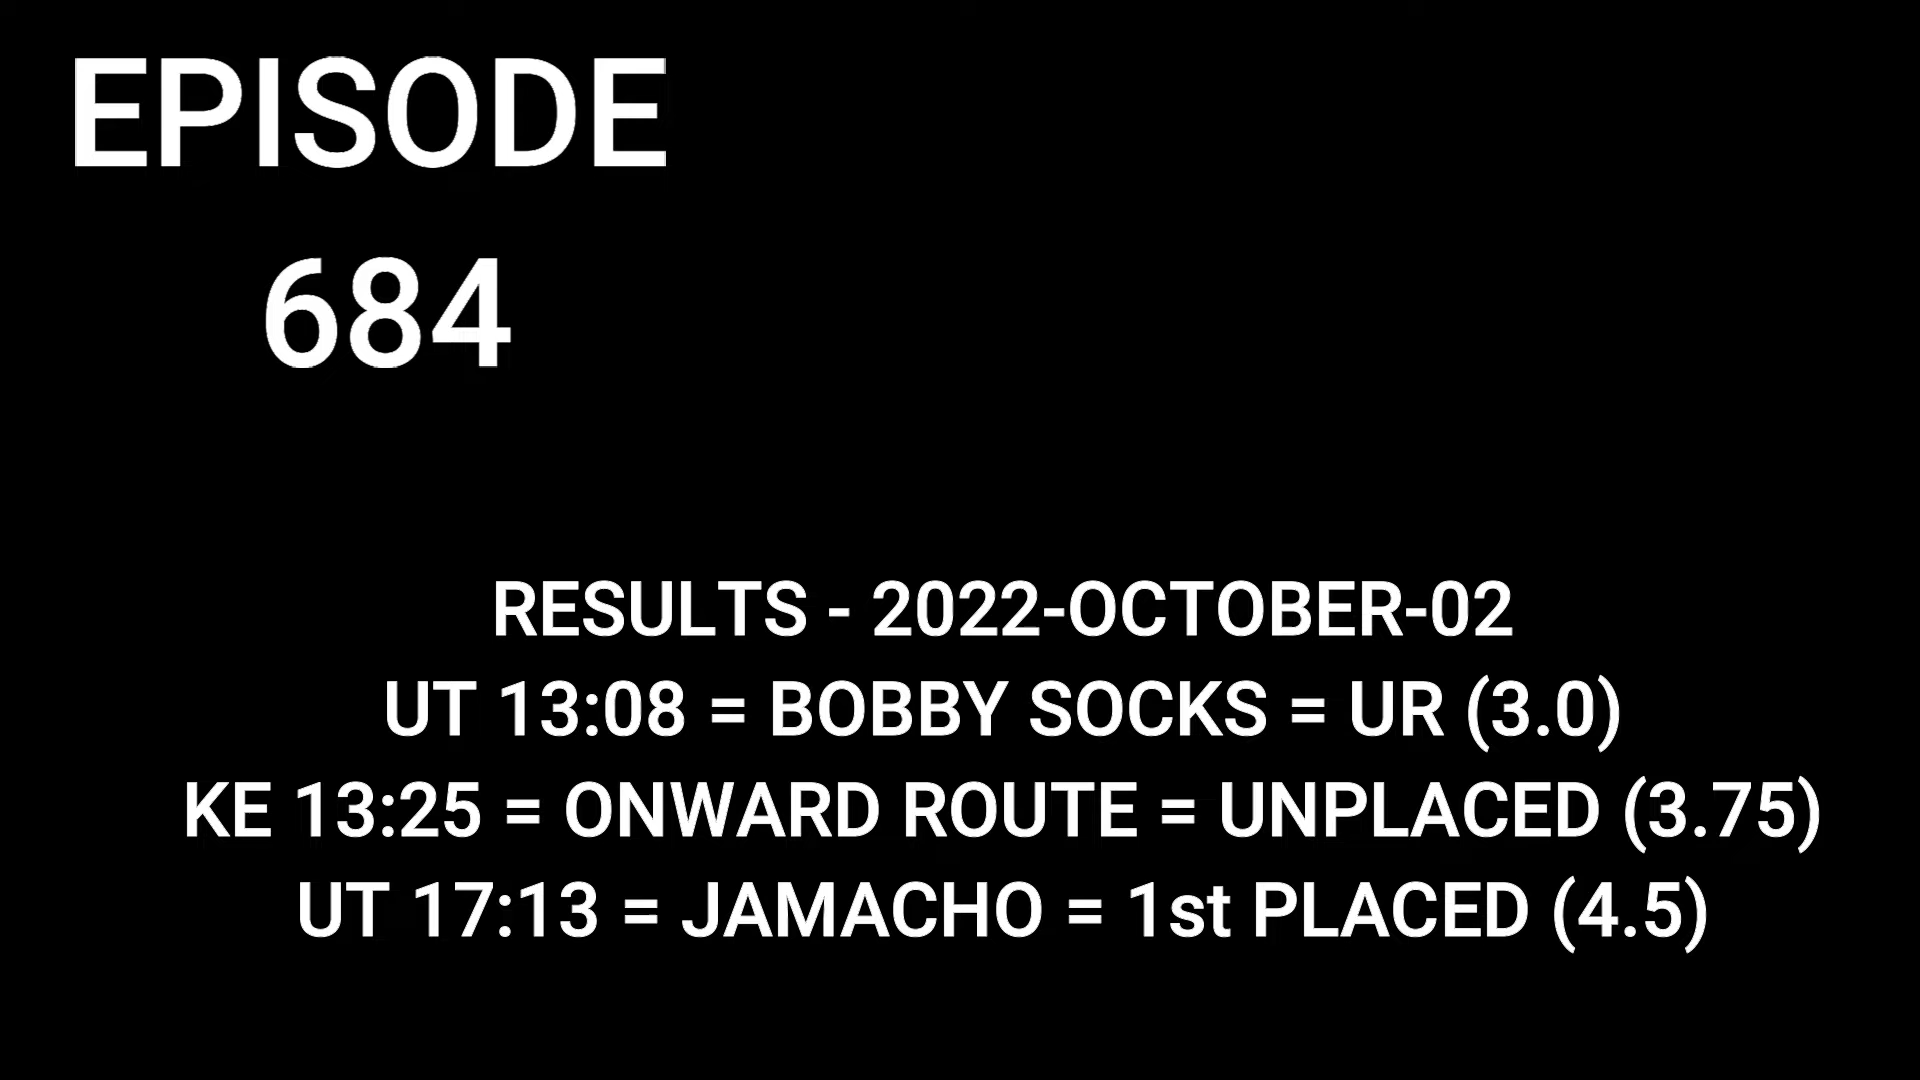 EPISODE
684
RESULTS - 2022-OCTOBER-02
UT 13:08 = BOBBY SOCKS = UR (3.0)
KE 13:25 = ONWARD ROUTE = UNPLACED (3.75)
UT 17:13 = JAMACHO = 1st PLACED (4.5)